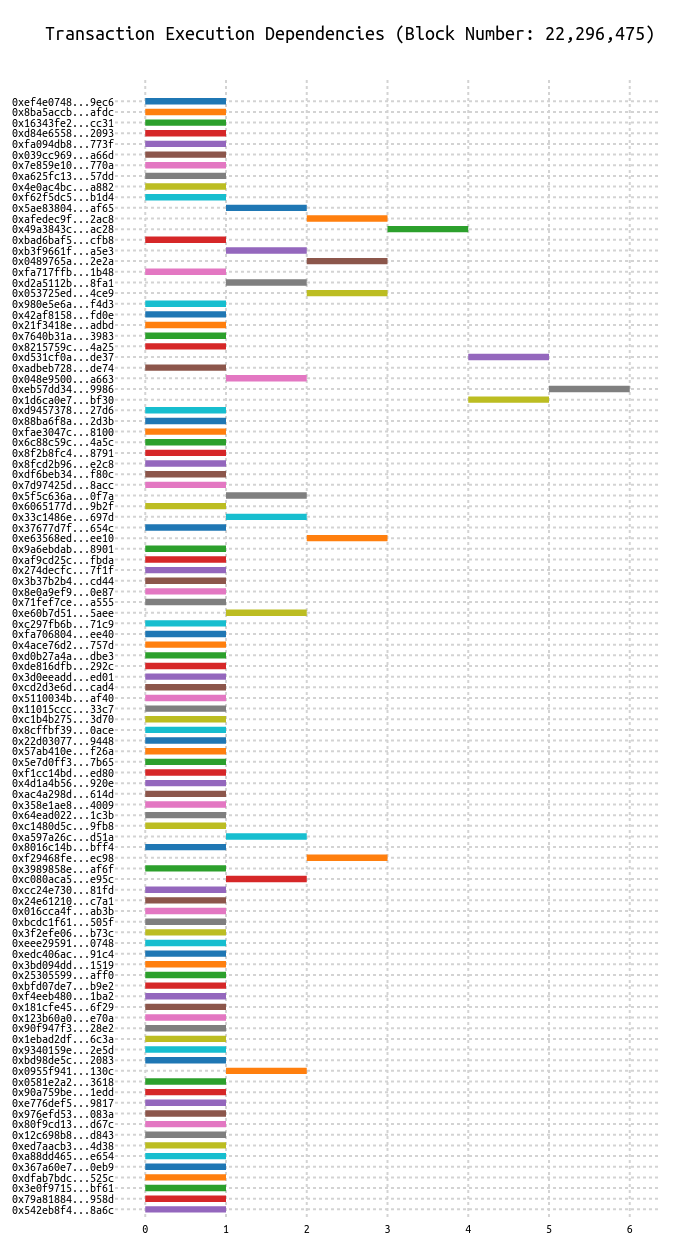 Transaction Execution Dependencies (Block Number: 22,296,475)
0xef4e0748...9ec6
0x8ba5accb...afdc
0x16343fe2...cc31
0xd84e6558...2093
0xfa094db8...773f
0x039cc969...a66d
0x7e859e10...770a
0xa625fc13...57dd
0x4e0ac4bc...a882
0xf62f5dc5...b1d4
0x5ae83804...af65
0xafedec9f...2ac8
0x49a3843c...ac28
0xbad6baf5...cfb8
0xb3f9661f...a5e3
0x0489765a...2e2a
0xfa717ffb...1b48
0xd2a5112b...8fa1
0x053725ed...4ce9
0x980e5e6a...f4d3
0x42af8158...fd0e
0x21f3418e...adbd
0x7640b31a...3983
0x8215759c...4a25
0xd531cf0a...de37
0xadbeb728...de74
0x048e9500...a663
0xeb57dd34...9986
0x1d6ca0e7...bf30
0xd9457378...27d6
0x88ba6f8a...2d3b
0xfae3047c...8100
0x6c88c59c...4a5c
0x8f2b8fc4...8791
0x8fcd2b96...e2c8
0xdf6beb34...f80c
0x7d97425d...8acc
0x5f5c636a...0f7a
0x6065177d...9b2f
0x33c1486e...697d
0x37677d7f...654c
0xe63568ed...ee10
0x9a6ebdab...8901
0xaf9cd25c...fbda
0x274decfc...7f1f
0x3b37b2b4...cd44
0x8e0a9ef9...0e87
0x71fef7ce...a555
0xe60b7d51...5aee
0xc297fb6b...71c9
0xfa706804...ee40
0x4ace76d2...757d
0xd0b27a4a...dbe3
0xde816dfb...292c
0x3d0eeadd...ed01
0xcd2d3e6d...cad4
0x5110034b...af40
0x11015ccc...33c7
0xc1b4b275...3d70
0x8cffbf39...0ace
0x22d03077...9448
0x57ab410e...f26a
0x5e7d0ff3...7b65
0xf1cc14bd...ed80
0x4d1a4b56...920e
0xac4a298d...614d
0x358e1ae8...4009
0x64ead022...1c3b
0xc1480d5c...9fb8
0xa597a26c...d51a
0x8016c14b...bff4
0xf29468fe...ec98
0x3989858e...af6f
0xc080aca5...e95c
0xcc24e730...81fd
0x24e61210...c7a1
0x016cca4f...ab3b
0xbcdc1f61...505f
0x3f2efe06...b73c
0xeee29591...0748
0xedc406ac...91c4
0x3bd094dd...1519
0x25305599...aff0
0xbfd07de7...b9e2
0xf4eeb480...1ba2
0x181cfe45...6f29
0x123b60a0...e70a
0x90f947f3...28e2
0x1ebad2df...6c3a
0x9340159e...2e5d
0xbd98de5c...2083
0x0955f941...130c
0x0581e2a2...3618
0x90a759be...1edd
0xe776def5...9817
0x976efd53...083a
0x80f9cd13...d67c
0x12c698b8...d843
0xed7aacb3...4d38
0xa88dd465...e654
0x367a60e7...0eb9
0xdfab7bdc...525c
0x3e0f9715...bf61
0x79a81884...958d
0x542eb8f4...8a6c
0 1 2 3 4 5 6